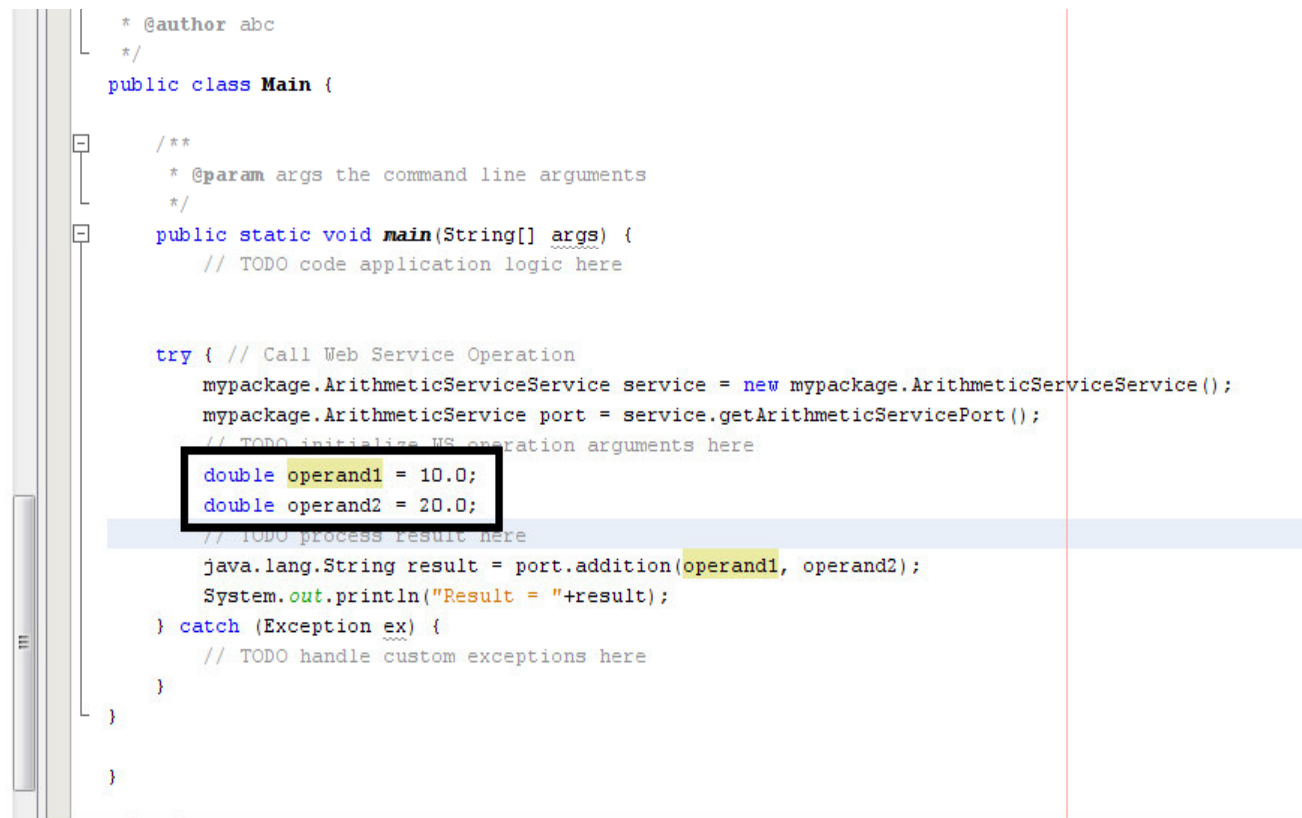 * @author abc
*/
public class Main {
/**
* @param args the command line arguments
*/
public static void main(String[] args) {
// TODO code application logic here
try { // Call Web Service Operation
mypackage.ArithmeticServiceService service = new mypackage.ArithmeticServiceService();
mypackage.ArithmeticService port = service.getArithmeticServicePort();
// TODO initialize WS operation arguments here
double operand1 = 10.0;
double operand2 = 20.0;
// TODO process result here
java.lang.String result = port.addition(operand1, operand2);
System.out.println("Result = "+result);
} catch (Exception ex) {
// TODO handle custom exceptions here
}
}
}